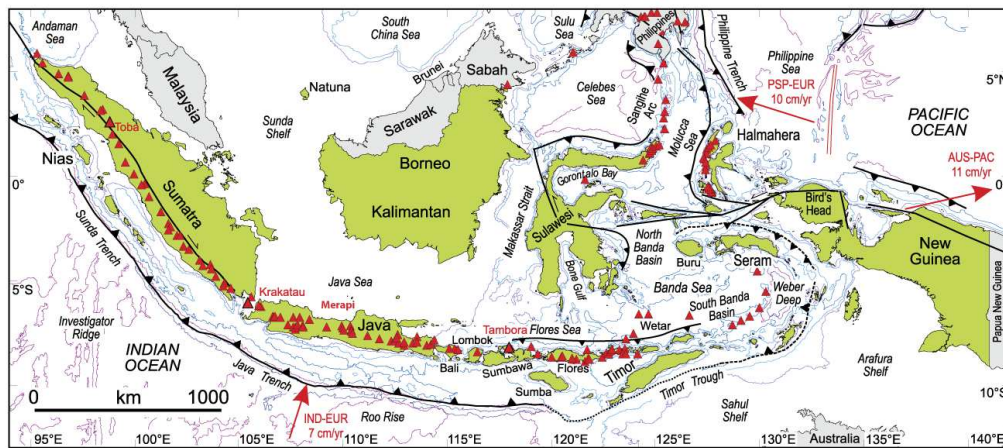 Andaman
Sea
South
China Sea
Sulu
Sea
Philippines
Philippine Trench
Philippine
Sea
5°N
Malaysia
Natuna
Brunei
Sabah
Celebes
Sea
Sangihe
Arc
PSP-EUR
10 cm/yr
PACIFIC
OCEAN
Toba
Sunda
Shelf
Sarawak
Molucca
Sea
Halmahera
AUS-PAC
11 cm/yr
Nias
Borneo
Gorontalo Bay
0°
0
Sumatra
Kalimantan
Makassar Strait
Sulawesi
Bird's
Head
Sunda Trench
North
Banda
Basin
Buru
Seram
New
Guinea
Bone Gulf
Java Sea
Banda Sea
Weber
Deep
5°S
Krakatau
Merapi
South Banda
Basin
Papua New Guinea
Investigator
Ridge
Java
Tambora
Flores Sea
Wetar
Lombok
INDIAN
OCEAN
Java Trench
Bali
Sumbawa
Flores
Timor
Arafura
Shelf
Sumba
Timor Trough
10°S
0
km
1000
IND-EUR
7 cm/yr
Roo Rise
Sahul
Shelf
Australia
95°E
100°E
105°E
110°E
115°E
120°E
125°E
130°E
135°E
140°E